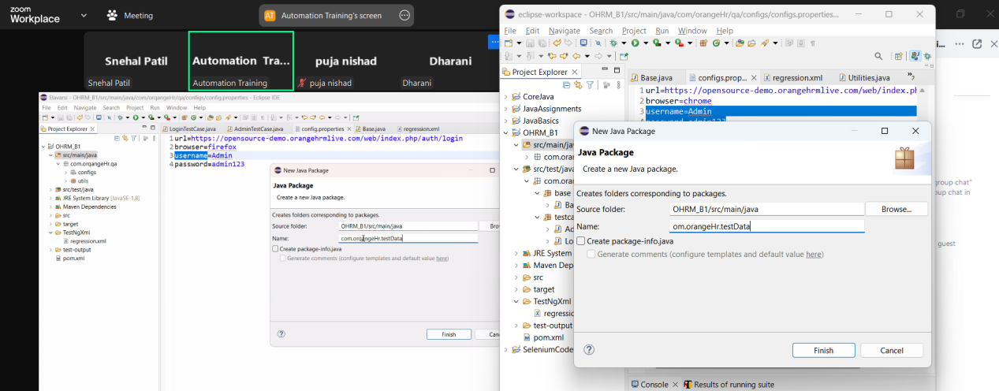 zoom
Workplace
Meeting
AT Automation Training's screen
Snehal Patil
Automation Tra...
puja nishad
Dharani
Snehal Patil
Automation Training
puja nishad
Dharani
Elavarsi - OHRM_B1/src/main/java/com/orqangeHr/qa/configs/config.properties - Eclipse IDE
File Edit Navigate Search Project Run Window Help
Project Explorer
LoginTestCase.java
AdminTestCase.java
config.properties
Base.java
regression.xml
OHRM_B1
src/main/java
com.orqangeHr.qa
configs
utils
src/test/java
JRE System Library [JavaSE-1.8]
Maven Dependencies
src
target
TestNgXml
regression.xml
test-output
pom.xml
1 url=https://opensource-demo.orangehrmlive.com/web/index.php/auth/login
2 browser=firefox
3 username=Admin
4 password=admin123
New Java Package
Java Package
Create a new Java package.
Creates folders corresponding to packages.
Source folder:
OHRM_B1/src/main/java
Brow
Name:
com.orqangeHr.testData
Create package-info.java
Generate comments (configure templates and default value here)
Finish
Can
eclipse-workspace - OHRM_B1/src/main/java/com/orangeHr/qa/configs/configs.properties...
File Edit Navigate Search Project Run Window Help
Project Explorer
Base.java
configs.prop...
regression.xml
Utilities.java
CoreJava
JavaAssignments
JavaBasics
OHRM_B1
src/main/jav
com.oran
src/test/java
com.oran
base
Ba
testca
Ad
Lo
JRE System
Maven Dep
src
target
TestNgXml
regressio
test-output
pom.xml
SeleniumCode
1 url=https://opensource-demo.orangehrmlive.com/web/index.ph
2 browser=chrome
3 username=Admin
4 password=admin123
New Java Package
Java Package
Create a new Java package.
Creates folders corresponding to packages.
Source folder:
OHRM_B1/src/main/java
Browse...
Name:
om.orangeHr.testData
Create package-info.java
Generate comments (configure templates and default value here)
Finish
Cancel
Console
Results of running suite
group chat"
up chat in
guest